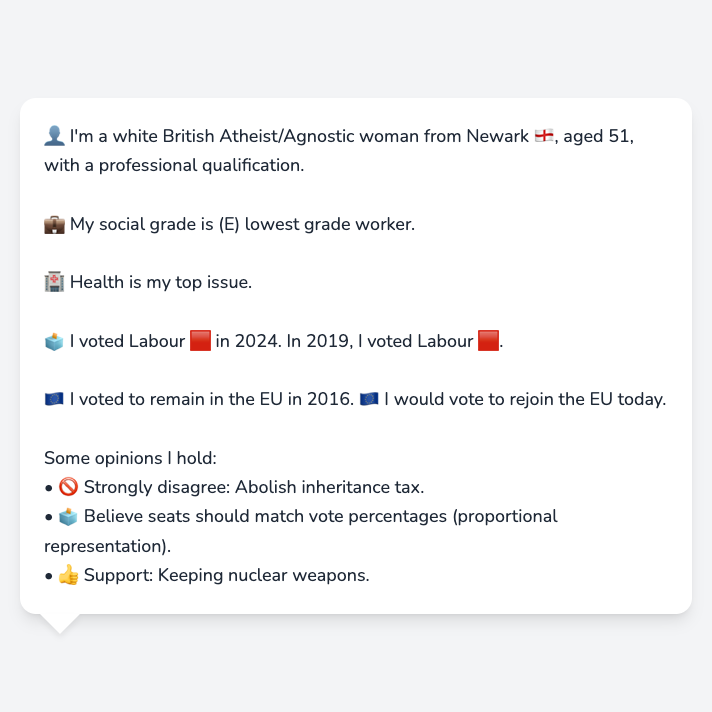 👤 I'm a white British Atheist/Agnostic woman from Newark 🏴󠁧󠁢󠁥󠁮󠁧󠁿, aged 51,
with a professional qualification.
💼 My social grade is (E) lowest grade worker.
🏥 Health is my top issue.
🗳️ I voted Labour 🟥 in 2024. In 2019, I voted Labour 🟥.
🇪🇺 I voted to remain in the EU in 2016. 🇪🇺 I would vote to rejoin the EU today.
Some opinions I hold:
• 🚫 Strongly disagree: Abolish inheritance tax.
• 🗳️ Believe seats should match vote percentages (proportional
representation).
• 👍 Support: Keeping nuclear weapons.